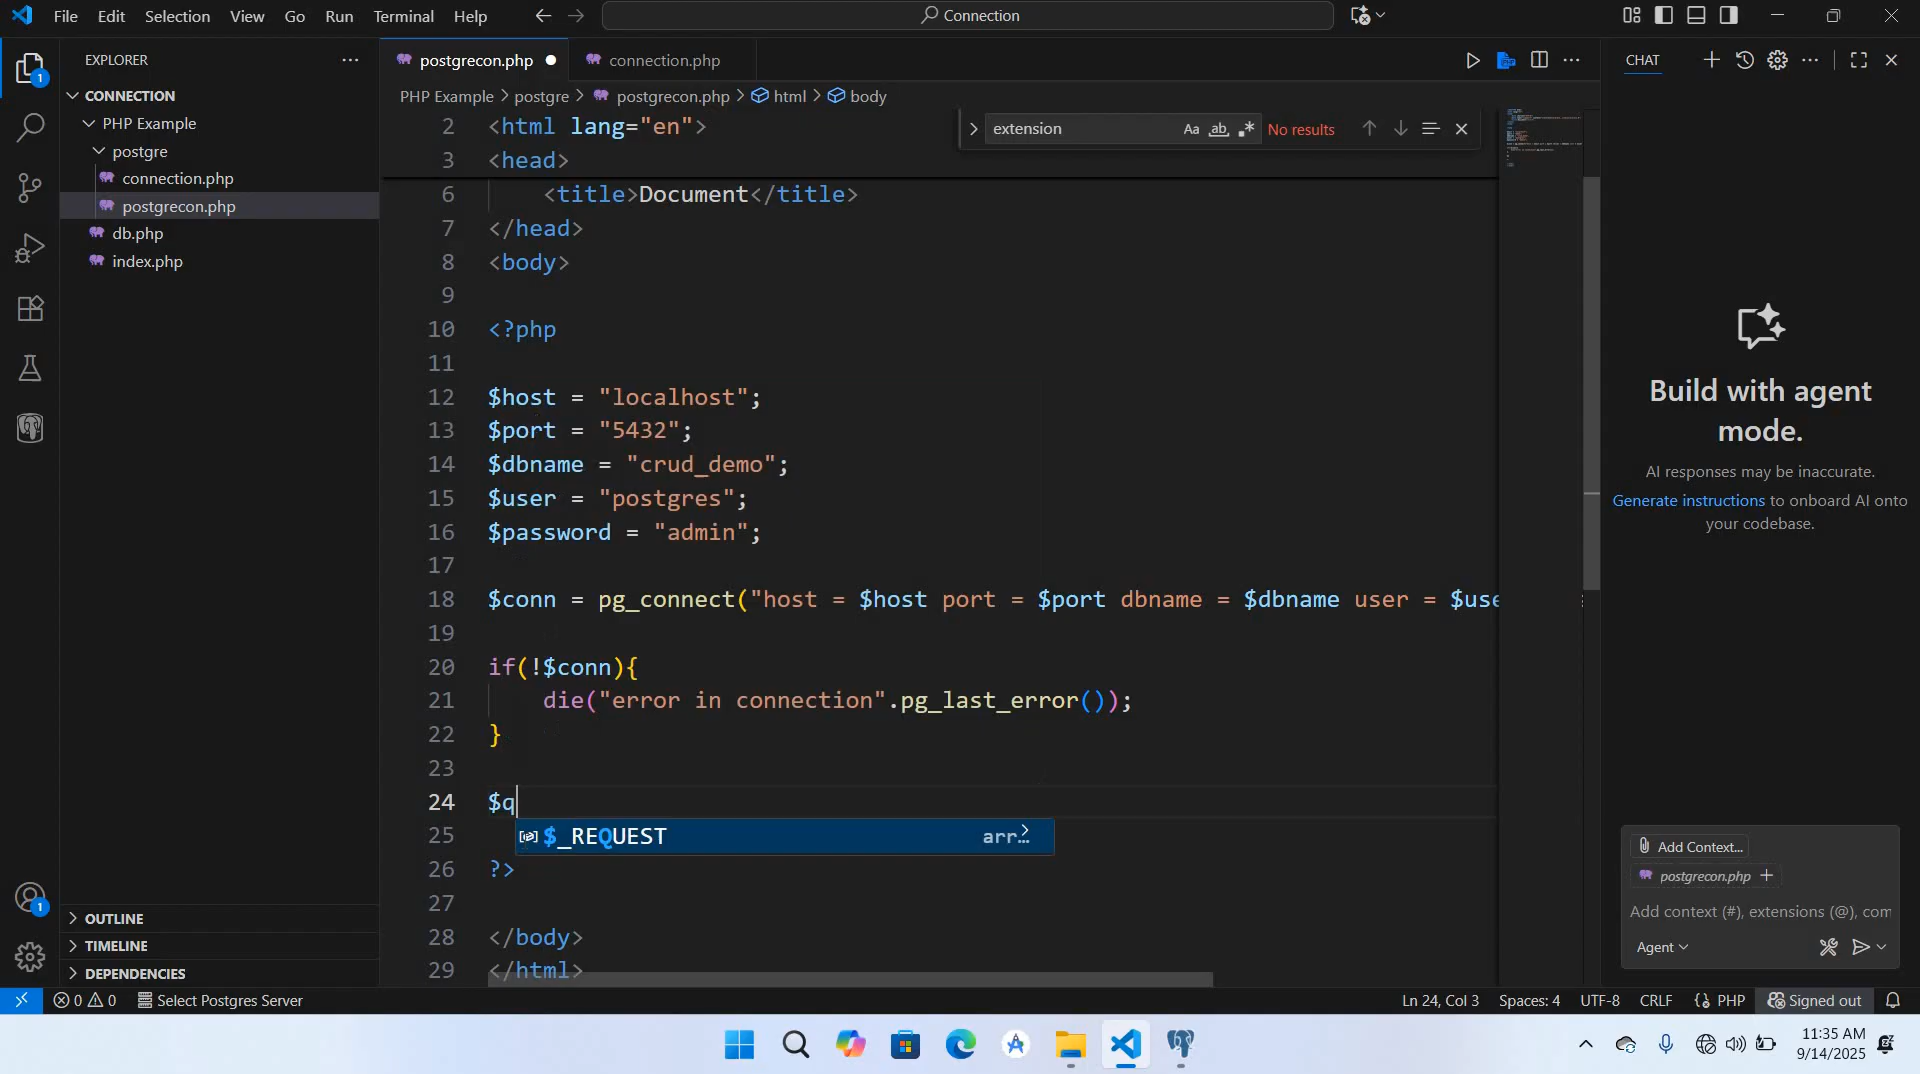 File Edit Selection View Go Run Terminal Help
Connection
EXPLORER
CONNECTION
PHP Example
postgre
connection.php
postgrecon.php
db.php
index.php
OUTLINE
TIMELINE
DEPENDENCIES
postgrecon.php connection.php
PHP Example > postgre > postgrecon.php > html > body
extension Aa ab No results
2 <html lang="en">
3 <head>
6 <title>Document</title>
7 </head>
8 <body>
9
10 <?php
11
12 $host = "localhost";
13 $port = "5432";
14 $dbname = "crud_demo";
15 $user = "postgres";
16 $password = "admin";
17
18 $conn = pg_connect("host = $host port = $port dbname = $dbname user = $use
19
20 if(!$conn){
21 die("error in connection".pg_last_error());
22 }
23
24 $q
$_REQUEST arr…
25
26 ?>
27
28 </body>
29 </html>
CHAT
Build with agent
mode.
AI responses may be inaccurate.
Generate instructions to onboard AI onto
your codebase.
Add Context...
postgrecon.php
Add context (#), extensions (@), com
Agent
1
1
0 0 Select Postgres Server
Ln 24, Col 3 Spaces: 4 UTF-8 CRLF {} PHP Signed out
11:35 AM
9/14/2025